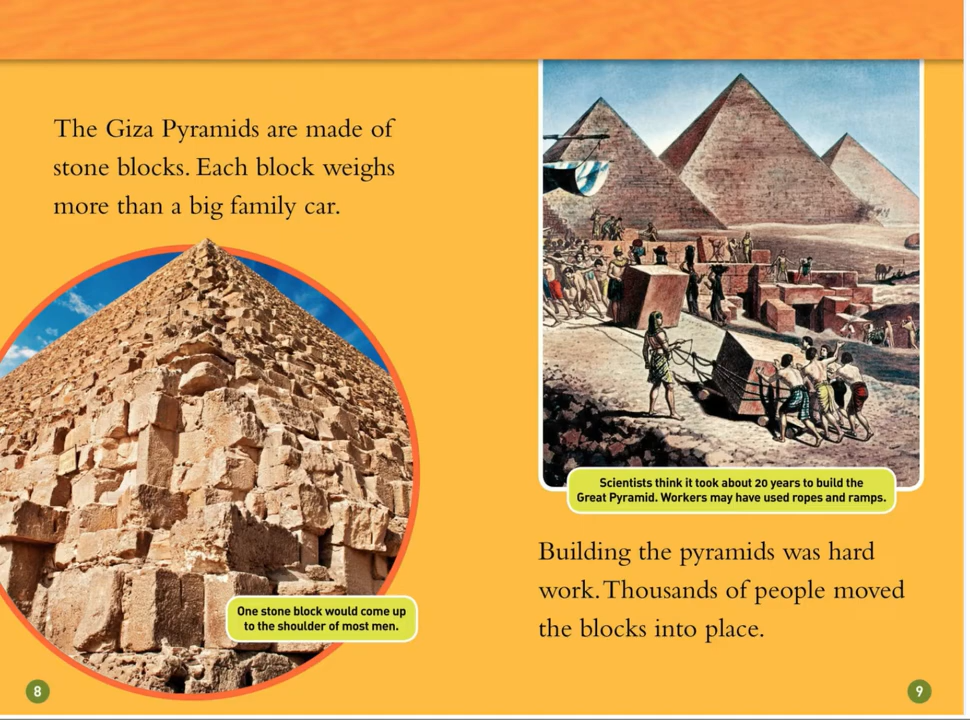 The Giza Pyramids are made of
stone blocks. Each block weighs
more than a big family car.
One stone block would come up
to the shoulder of most men.
8
Scientists think it took about 20 years to build the
Great Pyramid. Workers may have used ropes and ramps.
Building the pyramids was hard
work. Thousands of people moved
the blocks into place.
9